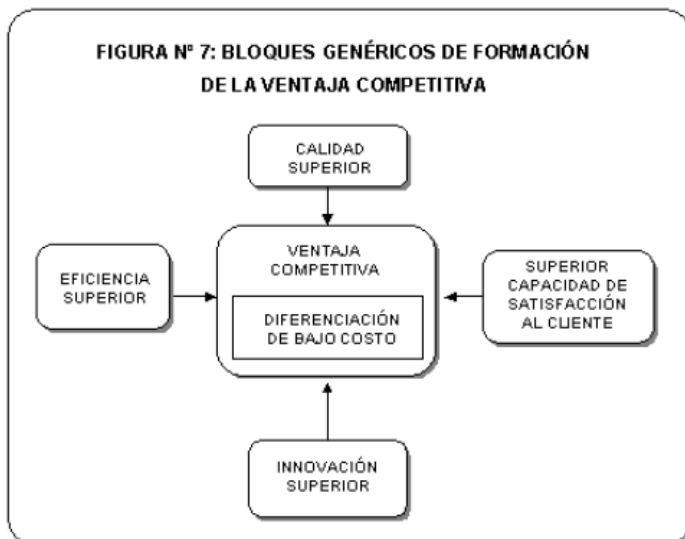 FIGURA Nº 7: BLOQUES GENÉRICOS DE FORMACIÓN
DE LA VENTAJA COMPETITIVA
CALIDAD
SUPERIOR
EFICIENCIA
SUPERIOR
VENTAJA
COMPETITIVA
DIFERENCIACIÓN
DE BAJO COSTO
SUPERIOR
CAPACIDAD DE
SATISFACCIÓN
AL CLIENTE
INNOVACIÓN
SUPERIOR